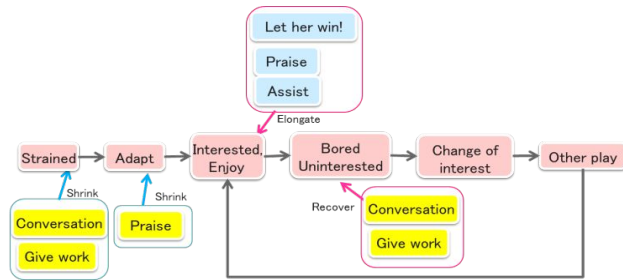 Let her win!
Praise
Assist
Elongate
Strained
Adapt
Interested,
Enjoy
Bored
Uninterested
Change of
interest
Other play
Shrink
Shrink
Recover
Conversation
Give work
Praise
Conversation
Give work